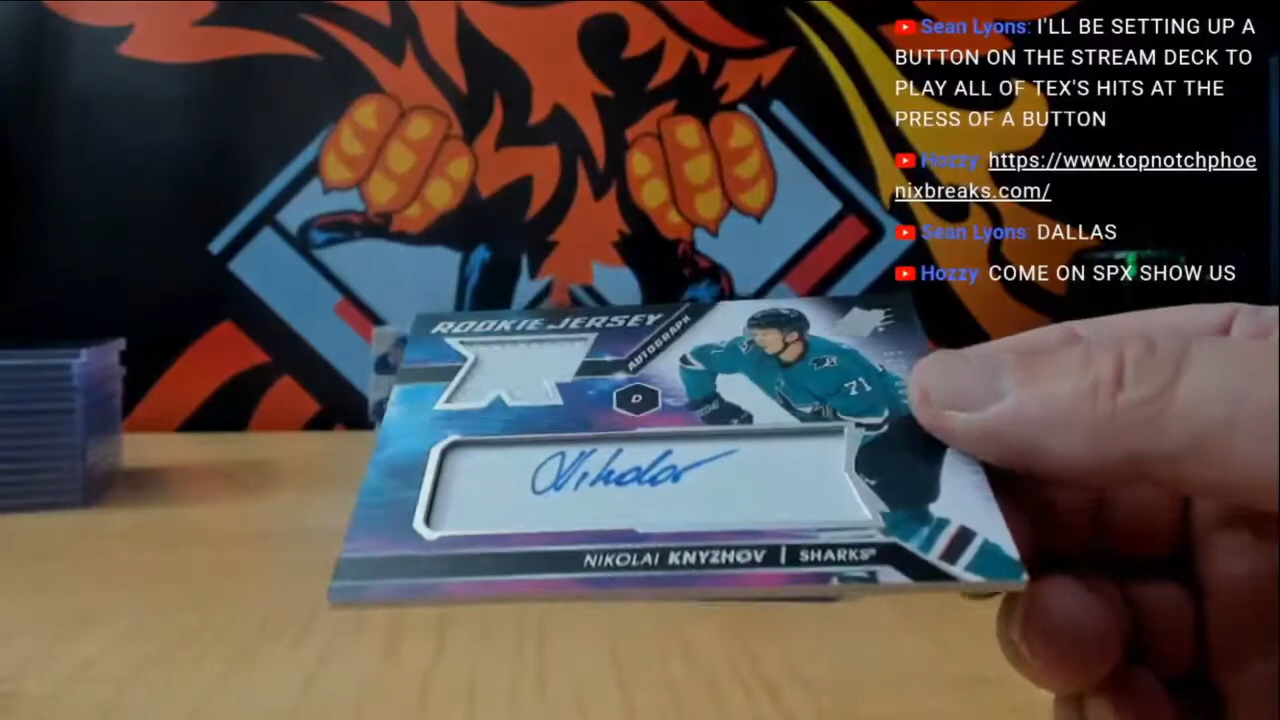 Sean Lyons: I'LL BE SETTING UP A
BUTTON ON THE STREAM DECK TO
PLAY ALL OF TEX'S HITS AT THE
PRESS OF A BUTTON
Hozzy https://www.topnotchphoe
nixbreaks.com/
Sean Lyons: DALLAS
Hozzy COME ON SPX SHOW US
ROOKIE JERSEY
AUTOGRAPH
D
71
Nikolai
NIKOLAI KNYZHOV | SHARKS